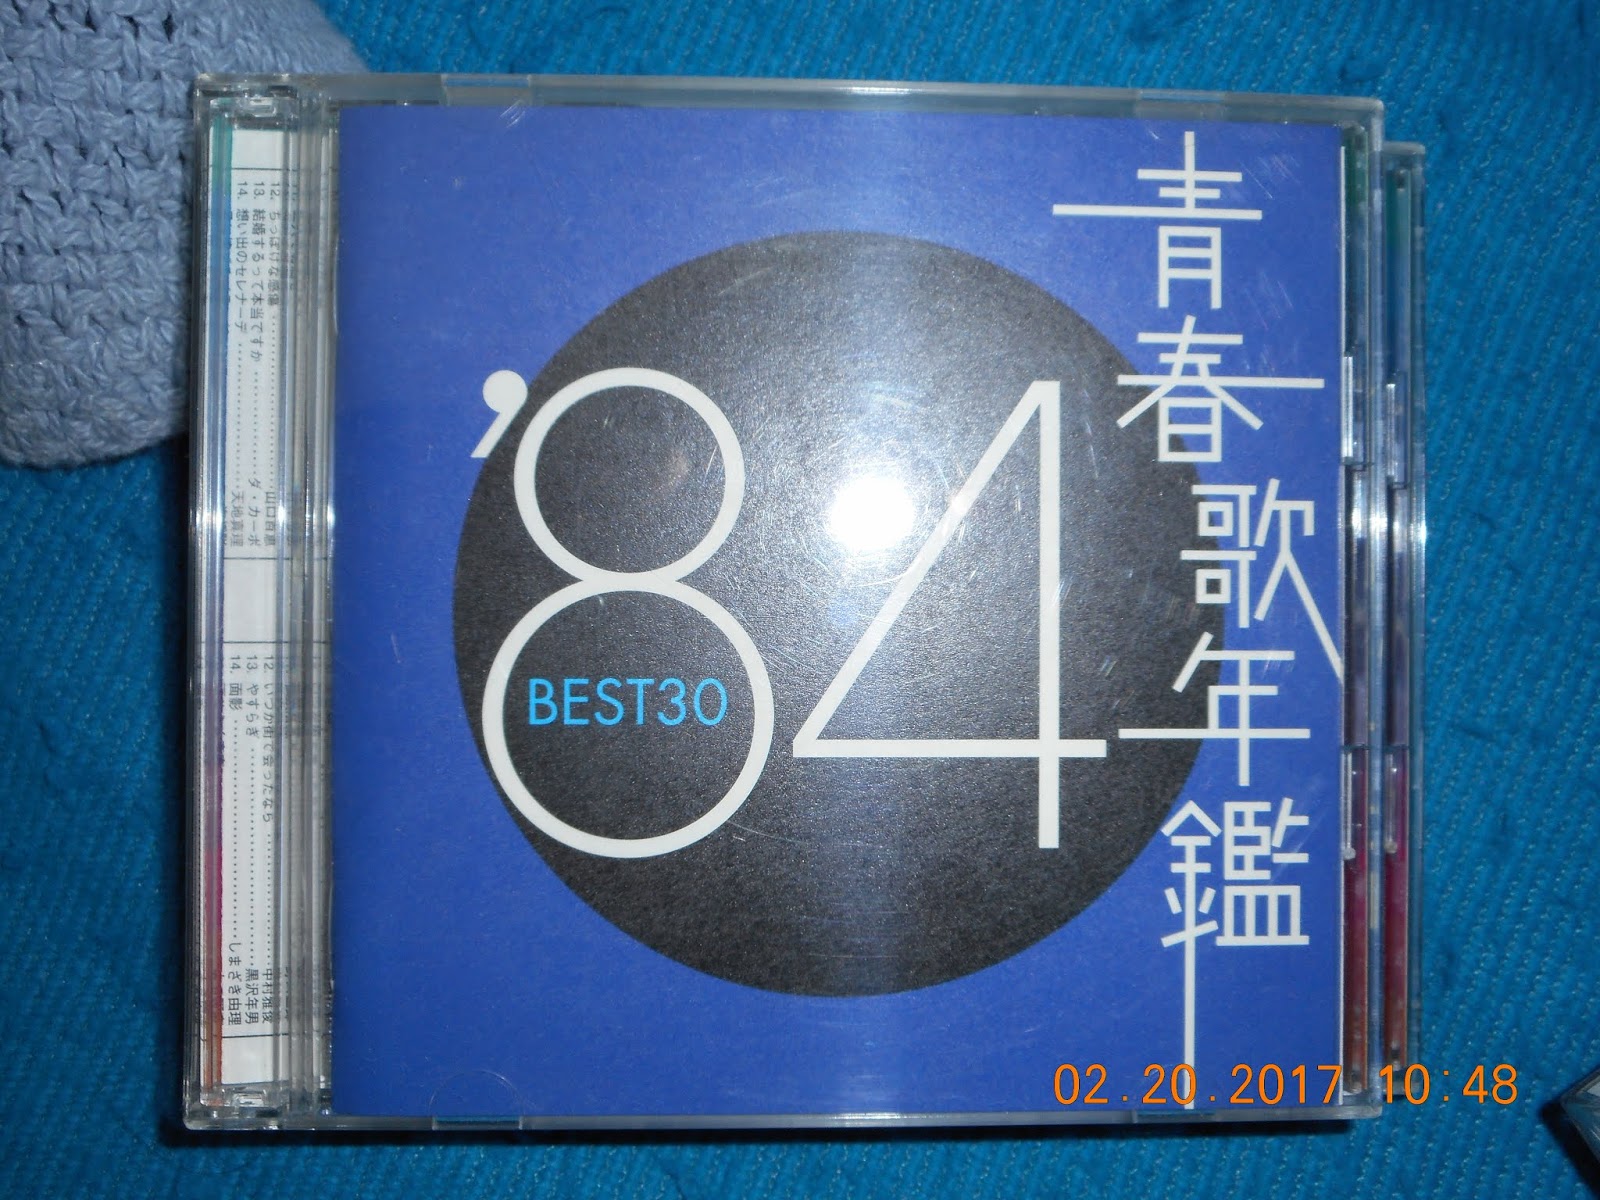 青春歌年鑑
'84
BEST30
12. ちっぽけな感傷 山口百恵
13. 結婚するって本当ですか ダ・カーポ
14. 想い出のセレナーデ 天地真理
12. いつか街で会ったなら 中村雅俊
13. やすらぎ 黒沢年男
14. 面影 しまざき由理
02.20.2017 10:48